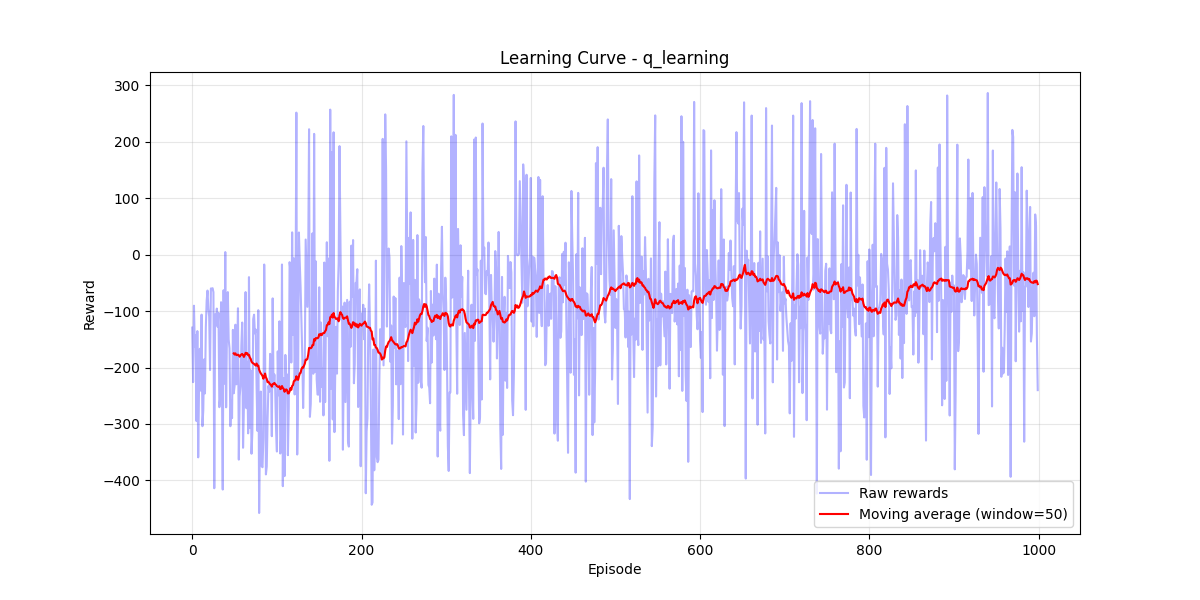 Learning Curve - q_learning
300
200
100
0
−100
−200
−300
−400
Reward
0
200
400
600
800
1000
Episode
Raw rewards
Moving average (window=50)